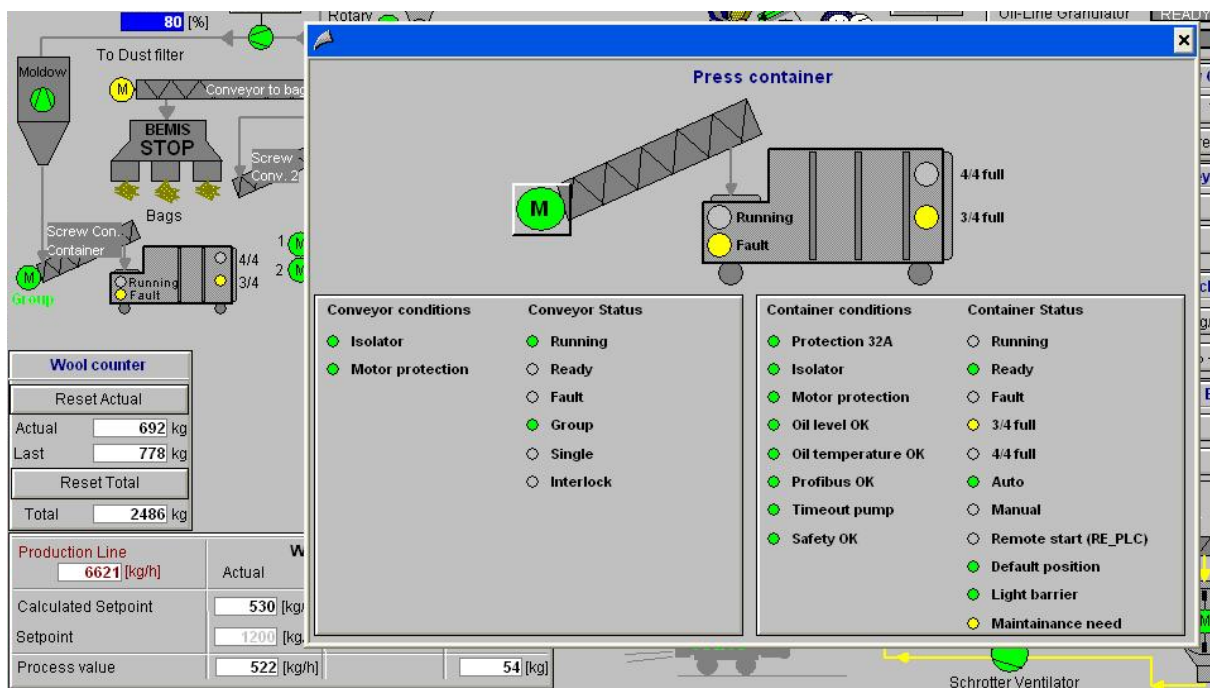 80 [%]
Rotary
Oil-Line Granulator
READY
To Dust filter
Moldow
M
Conveyor to bag
BEMIS
STOP
Screw
Conv. 2
Bags
Screw Con..
Container
M
Group
Running
Fault
4/4
3/4
1 M
2 M
Press container
M
Running
Fault
4/4 full
3/4 full
Conveyor conditions
Isolator
Motor protection
Conveyor Status
Running
Ready
Fault
Group
Single
Interlock
Container conditions
Protection 32A
Isolator
Motor protection
Oil level OK
Oil temperature OK
Profibus OK
Timeout pump
Safety OK
Container Status
Running
Ready
Fault
3/4 full
4/4 full
Auto
Manual
Remote start (RE_PLC)
Default position
Light barrier
Maintainance need
Wool counter
Reset Actual
Actual 692 kg
Last 778 kg
Reset Total
Total 2486 kg
Production Line
6621 [kg/h]
W
Actual
Calculated Setpoint 530 [kg/
Setpoint 1200 [kg/
Process value 522 [kg/h] 54 [kg]
M
Schrotter Ventilator